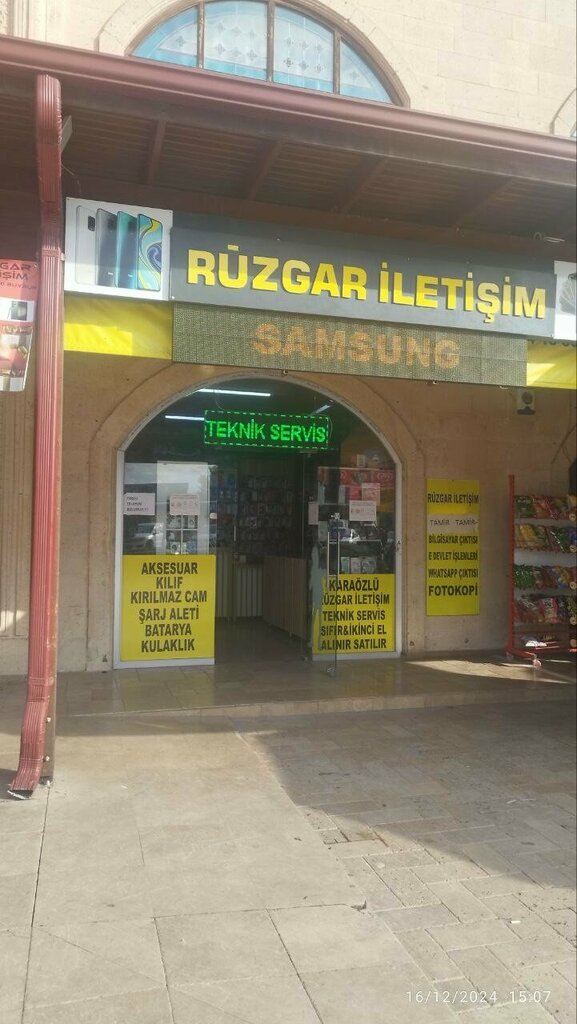 RÜZGAR İLETİŞİM
SAMSUNG
TEKNİK SERVİS
AKSESUAR
KILIF
KIRILMAZ CAM
ŞARJ ALETİ
BATARYA
KULAKLIK
KARAÖZLÜ
RÜZGAR İLETİŞİM
TEKNİK SERVİS
SIFIR&İKİNCİ EL
ALINIR SATILIR
RÜZGAR İLETİŞİM
TAMİR TAMİR
BİLGİSAYAR ÇIKTISI
E DEVLET İŞLEMLERİ
WHATSAPP ÇIKTISI
FOTOKOPİ
16/12/2024 15:07